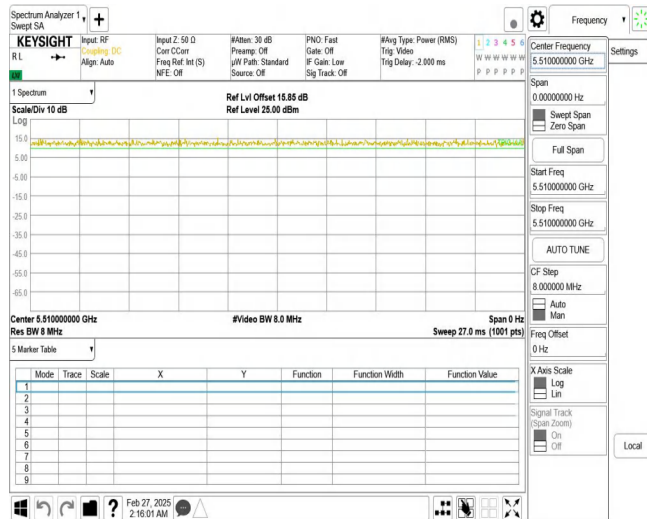 Spectrum Analyzer 1
Swept SA
Frequency
KEYSIGHT
R L
Input: RF
Coupling: DC
Align: Auto
Input Z: 50 Ω
Corr CCorr
Freq Ref: Int (S)
NFE: Off
#Atten: 30 dB
Preamp: Off
µW Path: Standard
Source: Off
PNO: Fast
Gate: Off
IF Gain: Low
Sig Track: Off
#Avg Type: Power (RMS)
Trig: Video
Trig Delay: -2.000 ms
1 2 3 4 5 6
W W W W W W
P P P P P P
1 Spectrum
Scale/Div 10 dB
Log
Ref Lvl Offset 15.85 dB
Ref Level 25.00 dBm
15.0
5.00
-5.00
-15.0
-25.0
-35.0
-45.0
-55.0
-65.0
Center 5.510000000 GHz
Res BW 8 MHz
#Video BW 8.0 MHz
Span 0 Hz
Sweep 27.0 ms (1001 pts)
5 Marker Table
Mode Trace Scale X Y Function Function Width Function Value
1
2
3
4
5
6
7
8
9
Feb 27, 2025
2:16:01 AM
Center Frequency
5.510000000 GHz
Span
0.00000000 Hz
Swept Span
Zero Span
Full Span
Start Freq
5.510000000 GHz
Stop Freq
5.510000000 GHz
AUTO TUNE
CF Step
8.000000 MHz
Auto
Man
Freq Offset
0 Hz
X Axis Scale
Log
Lin
Signal Track
(Span Zoom)
On
Off
Settings
Local